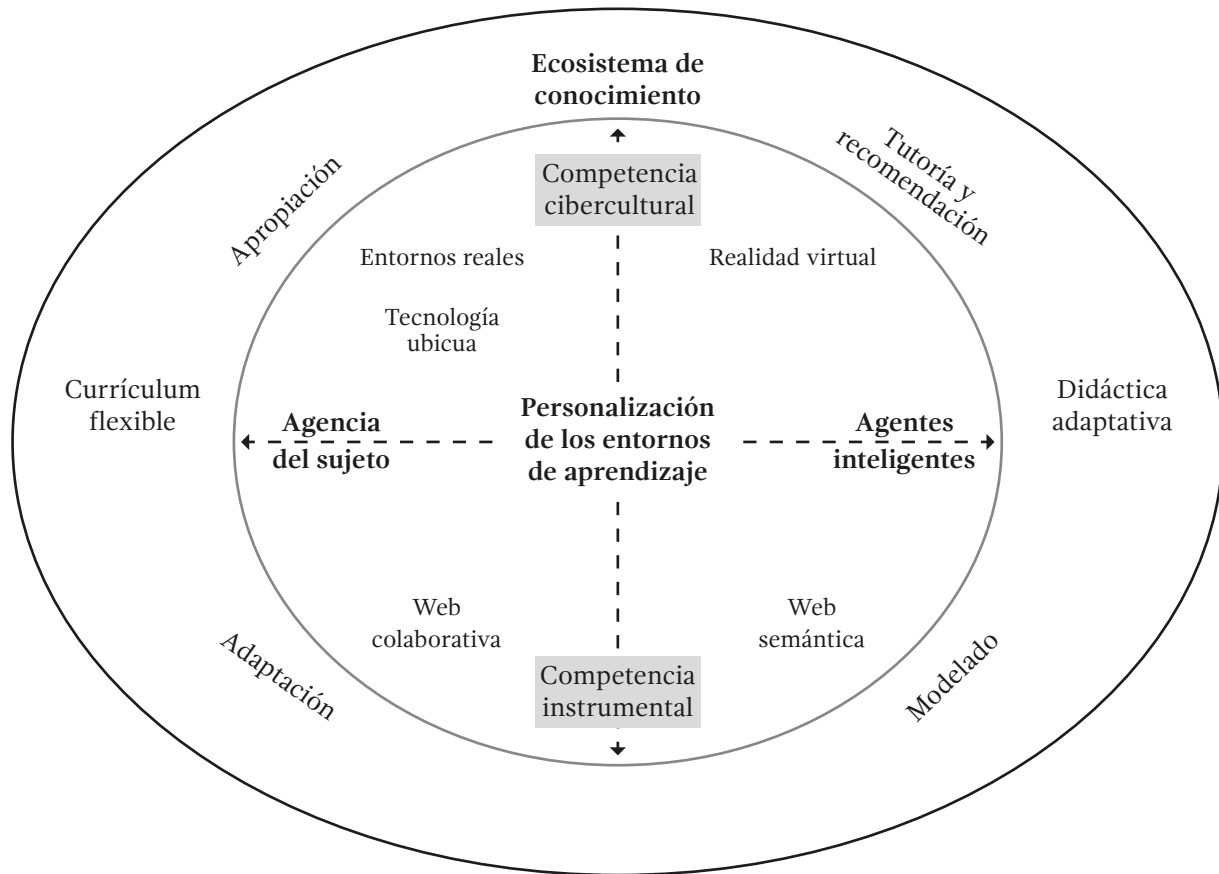 Ecosistema de
conocimiento
Competencia
cibercultural
Tutoría y
recomendación
Apropiación
Entornos reales
Realidad virtual
Tecnología
ubicua
Currículum
flexible
Agencia
del sujeto
Personalización
de los entornos
de aprendizaje
Agentes
inteligentes
Didáctica
adaptativa
Web
colaborativa
Web
semántica
Adaptación
Competencia
instrumental
Modelado